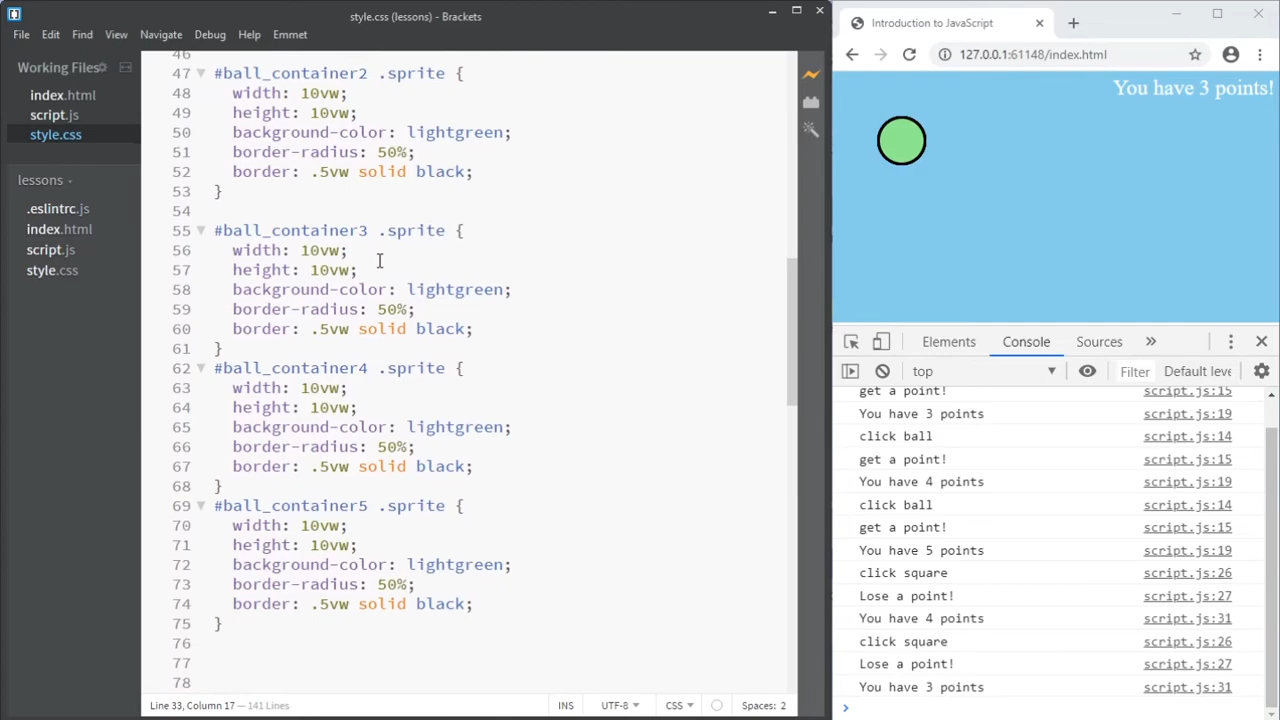 style.css (lessons) - Brackets
File Edit Find View Navigate Debug Help Emmet
Working Files
index.html
script.js
style.css
lessons
.eslintrc.js
index.html
script.js
style.css
46
47 #ball_container2 .sprite {
48 width: 10vw;
49 height: 10vw;
50 background-color: lightgreen;
51 border-radius: 50%;
52 border: .5vw solid black;
53 }
54
55 #ball_container3 .sprite {
56 width: 10vw;
57 height: 10vw;
58 background-color: lightgreen;
59 border-radius: 50%;
60 border: .5vw solid black;
61 }
62 #ball_container4 .sprite {
63 width: 10vw;
64 height: 10vw;
65 background-color: lightgreen;
66 border-radius: 50%;
67 border: .5vw solid black;
68 }
69 #ball_container5 .sprite {
70 width: 10vw;
71 height: 10vw;
72 background-color: lightgreen;
73 border-radius: 50%;
74 border: .5vw solid black;
75 }
76
77
78
Line 33, Column 17 — 141 Lines INS UTF-8 CSS Spaces: 2
Introduction to JavaScript
127.0.0.1:61148/index.html
You have 3 points!
Elements Console Sources
top Filter Default leve
get a point! script.js:15
You have 3 points script.js:19
click ball script.js:14
get a point! script.js:15
You have 4 points script.js:19
click ball script.js:14
get a point! script.js:15
You have 5 points script.js:19
click square script.js:26
Lose a point! script.js:27
You have 4 points script.js:31
click square script.js:26
Lose a point! script.js:27
You have 3 points script.js:31